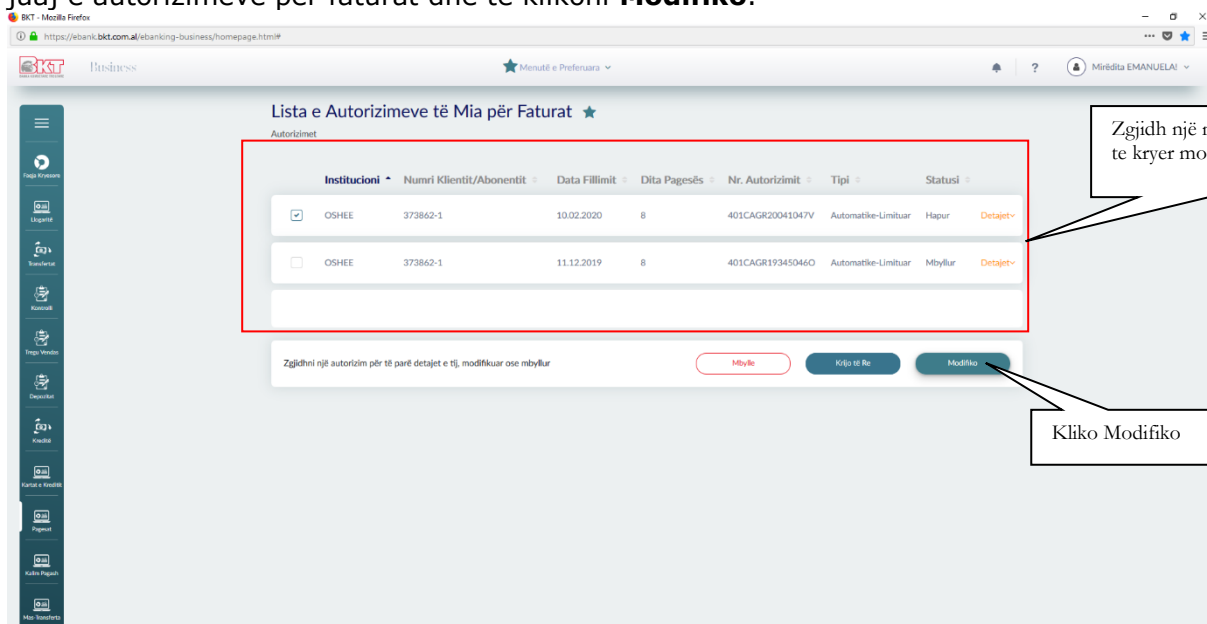 juaj e autorizimeve për faturat dhe të klikoni Modifiko.
BKT - Mozilla Firefox
https://ebank.bkt.com.al/ebanking-business/homepage.html#
BKT Business Menutë e Preferuara ? Mirëdita EMANUELA!
Lista e Autorizimeve të Mia për Faturat
Autorizimet
Zgjidh një
te kryer mo
Institucioni Numri Klientit/Abonentit Data Fillimit Dita Pagesës Nr. Autorizimit Tipi Statusi
OSHEE 373862-1 10.02.2020 8 401CAGR20041047V Automatike-Limituar Hapur Detajet
OSHEE 373862-1 11.12.2019 8 401CAGR19345046O Automatike-Limituar Mbyllur Detajet
Zgjidhni një autorizim për të parë detajet e tij, modifikuar ose mbyllur Mbylle Krijo të Re Modifiko
Kliko Modifiko
Faqja Kryesore
Llogaritë
Transfertat
Kontrolli
Tregu Vendos
Depozitat
Kreditë
Kartat e Kreditit
Pagesat
Kalim Pagash
Mas-Transferta